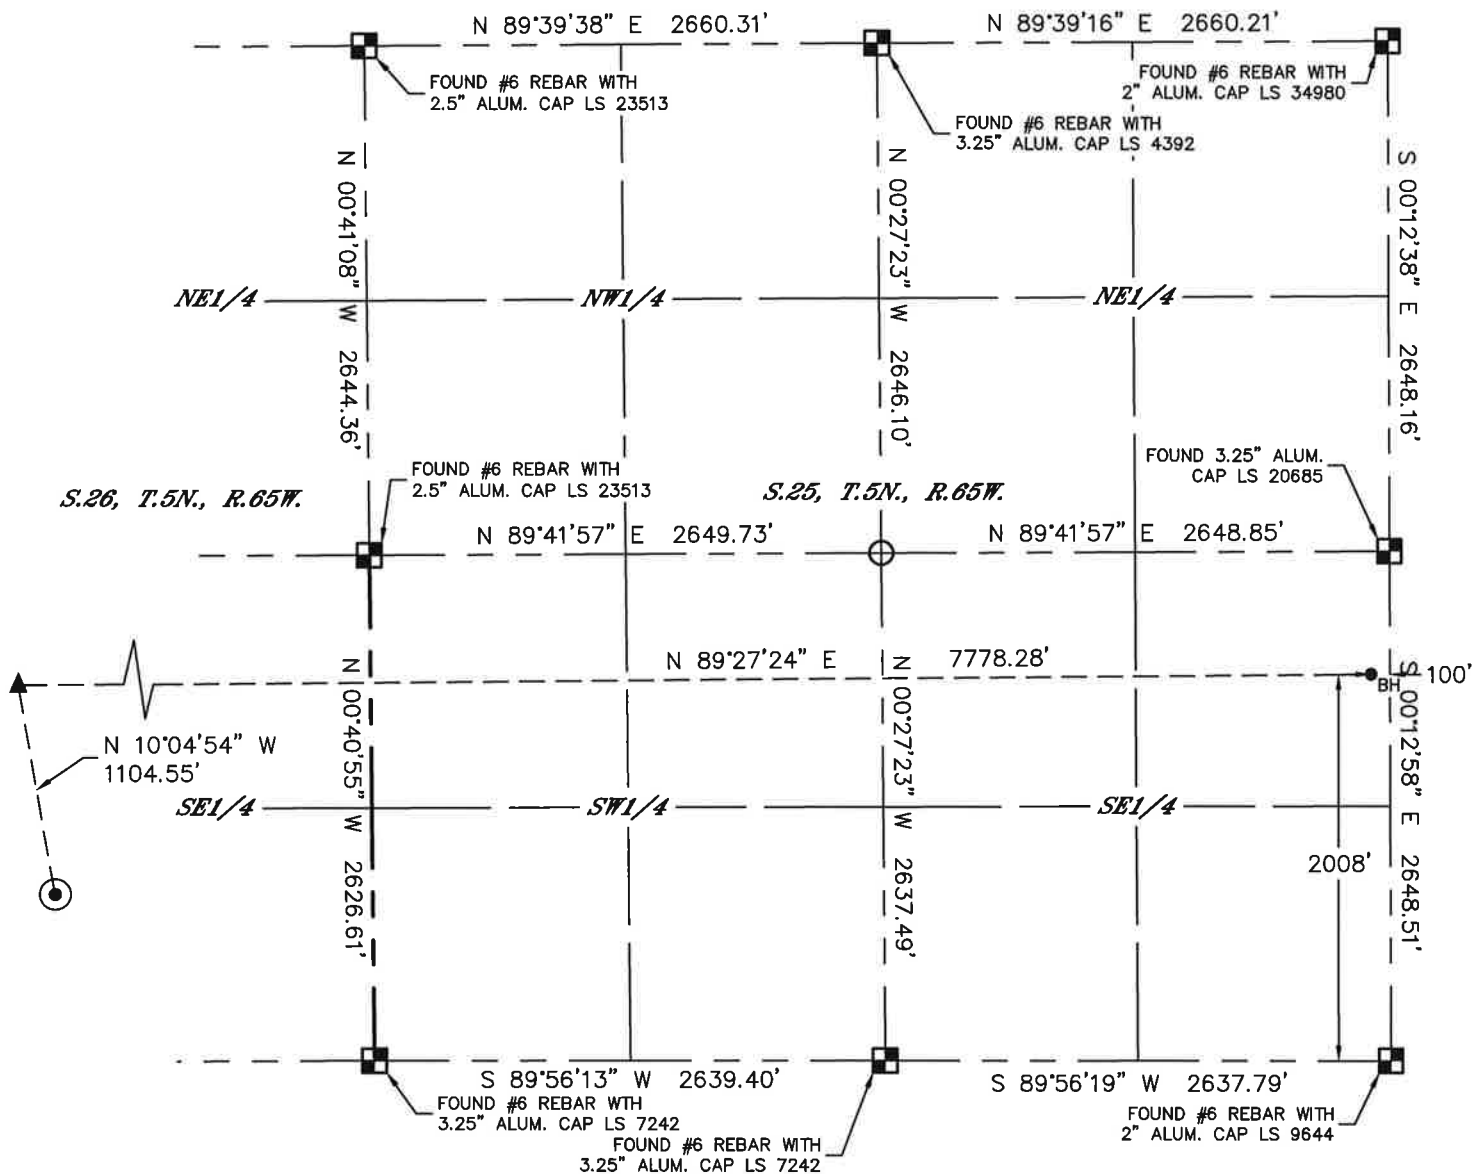 N 89°39'38" E 2660.31'
N 89°39'16" E 2660.21'
FOUND #6 REBAR WITH
2.5" ALUM. CAP LS 23513
FOUND #6 REBAR WITH
3.25" ALUM. CAP LS 4392
FOUND #6 REBAR WITH
2" ALUM. CAP LS 34980
N 00°41'08" W 2644.36'
N 00°27'23" W 2646.10'
S 00°12'38" E 2648.16'
NE1/4
NW1/4
NE1/4
S.26, T.5N., R.65W.
FOUND #6 REBAR WITH
2.5" ALUM. CAP LS 23513
S.25, T.5N., R.65W.
FOUND 3.25" ALUM.
CAP LS 20685
N 89°41'57" E 2649.73'
N 89°41'57" E 2648.85'
N 89°27'24" E 7778.28'
BH
100'
N 10°04'54" W
1104.55'
N 00°40'55" W 2626.61'
N 00°27'23" W 2637.49'
S 00°12'58" E 2648.51'
SE1/4
SW1/4
SE1/4
2008'
S 89°56'13" W 2639.40'
S 89°56'19" W 2637.79'
FOUND #6 REBAR WTH
3.25" ALUM. CAP LS 7242
FOUND #6 REBAR WITH
3.25" ALUM. CAP LS 7242
FOUND #6 REBAR WITH
2" ALUM. CAP LS 9644